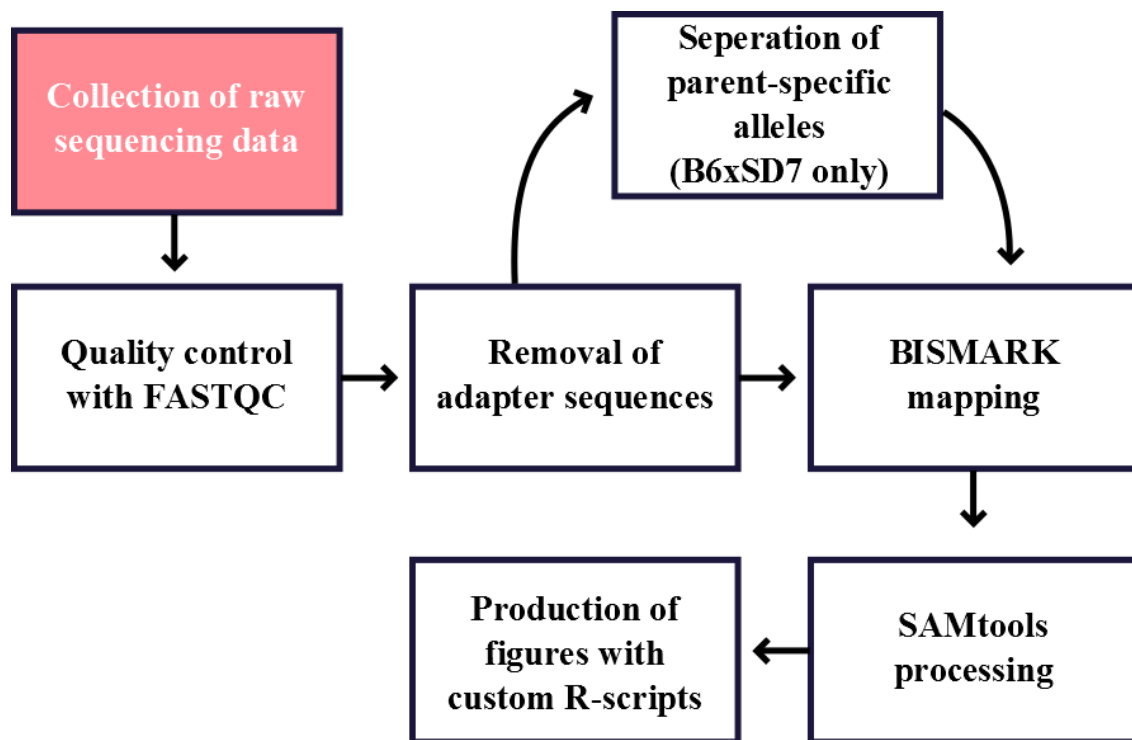 Collection of raw
sequencing data
Seperation of
parent-specific
alleles
(B6xSD7 only)
Quality control
with FASTQC
Removal of
adapter sequences
BISMARK
mapping
Production of
figures with
custom R-scripts
SAMtools
processing